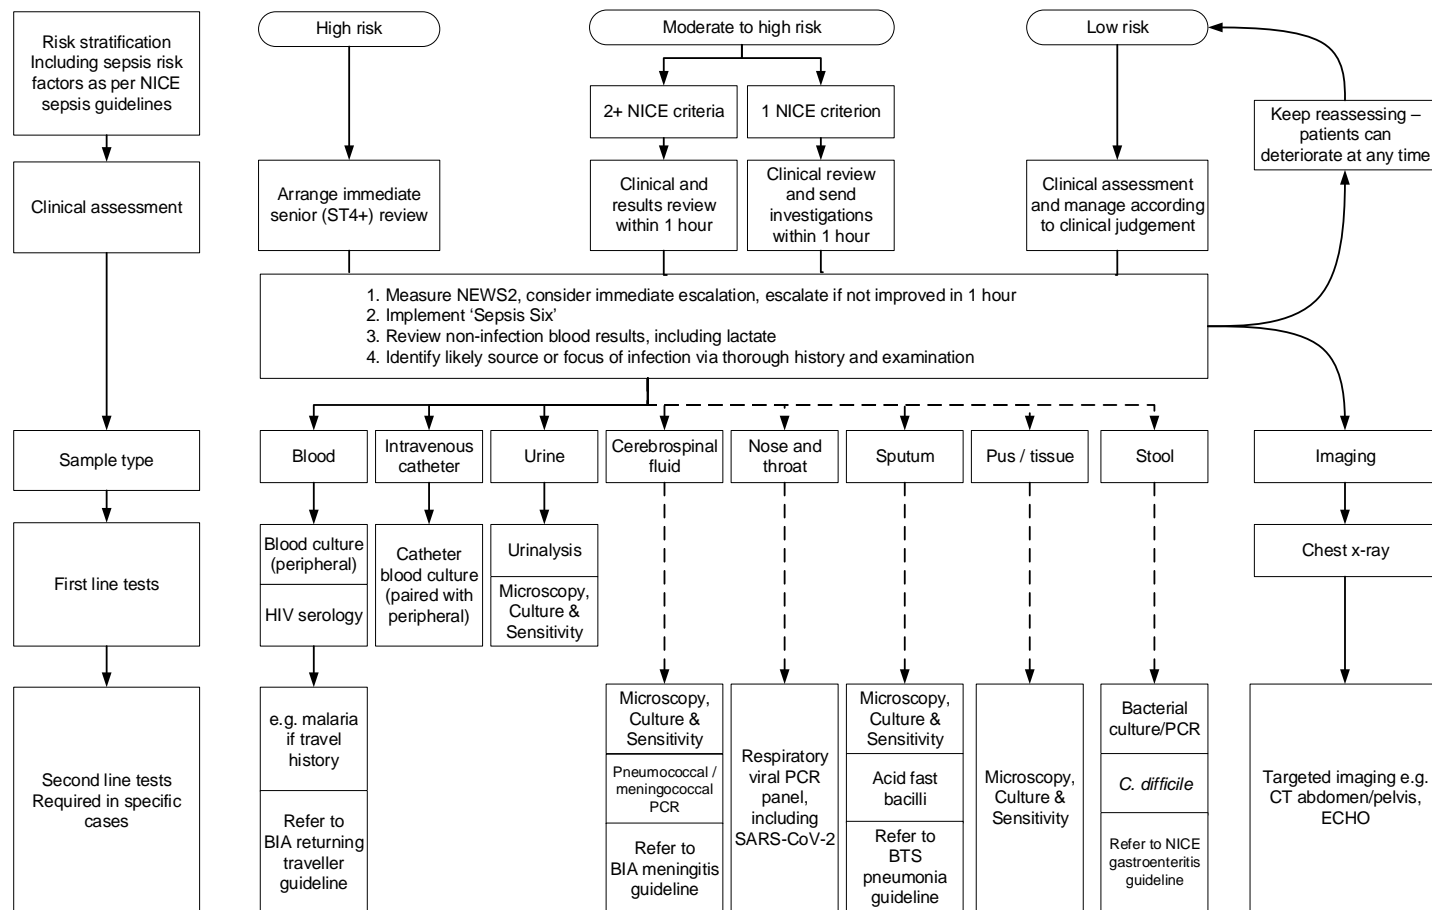 Risk stratification
Including sepsis risk
factors as per NICE
sepsis guidelines
High risk
Moderate to high risk
Low risk
2+ NICE criteria
1 NICE criterion
Keep reassessing –
patients can
deteriorate at any time
Clinical assessment
Arrange immediate
senior (ST4+) review
Clinical and
results review
within 1 hour
Clinical review
and send
investigations
within 1 hour
Clinical assessment
and manage according
to clinical judgement
1. Measure NEWS2, consider immediate escalation, escalate if not improved in 1 hour
2. Implement ‘Sepsis Six’
3. Review non-infection blood results, including lactate
4. Identify likely source or focus of infection via thorough history and examination
Sample type
Blood
Intravenous
catheter
Urine
Cerebrospinal
fluid
Nose and
throat
Sputum
Pus / tissue
Stool
Imaging
First line tests
Blood culture
(peripheral)
HIV serology
Catheter
blood culture
(paired with
peripheral)
Urinalysis
Microscopy,
Culture &
Sensitivity
Chest x-ray
Second line tests
Required in specific
cases
e.g. malaria
if travel
history
Refer to
BIA returning
traveller
guideline
Microscopy,
Culture &
Sensitivity
Pneumococcal /
meningococcal
PCR
Refer to
BIA meningitis
guideline
Respiratory
viral PCR
panel,
including
SARS-CoV-2
Microscopy,
Culture &
Sensitivity
Acid fast
bacilli
Refer to
BTS
pneumonia
guideline
Microscopy,
Culture &
Sensitivity
Bacterial
culture/PCR
C. difficile
Refer to NICE
gastroenteritis
guideline
Targeted imaging e.g.
CT abdomen/pelvis,
ECHO